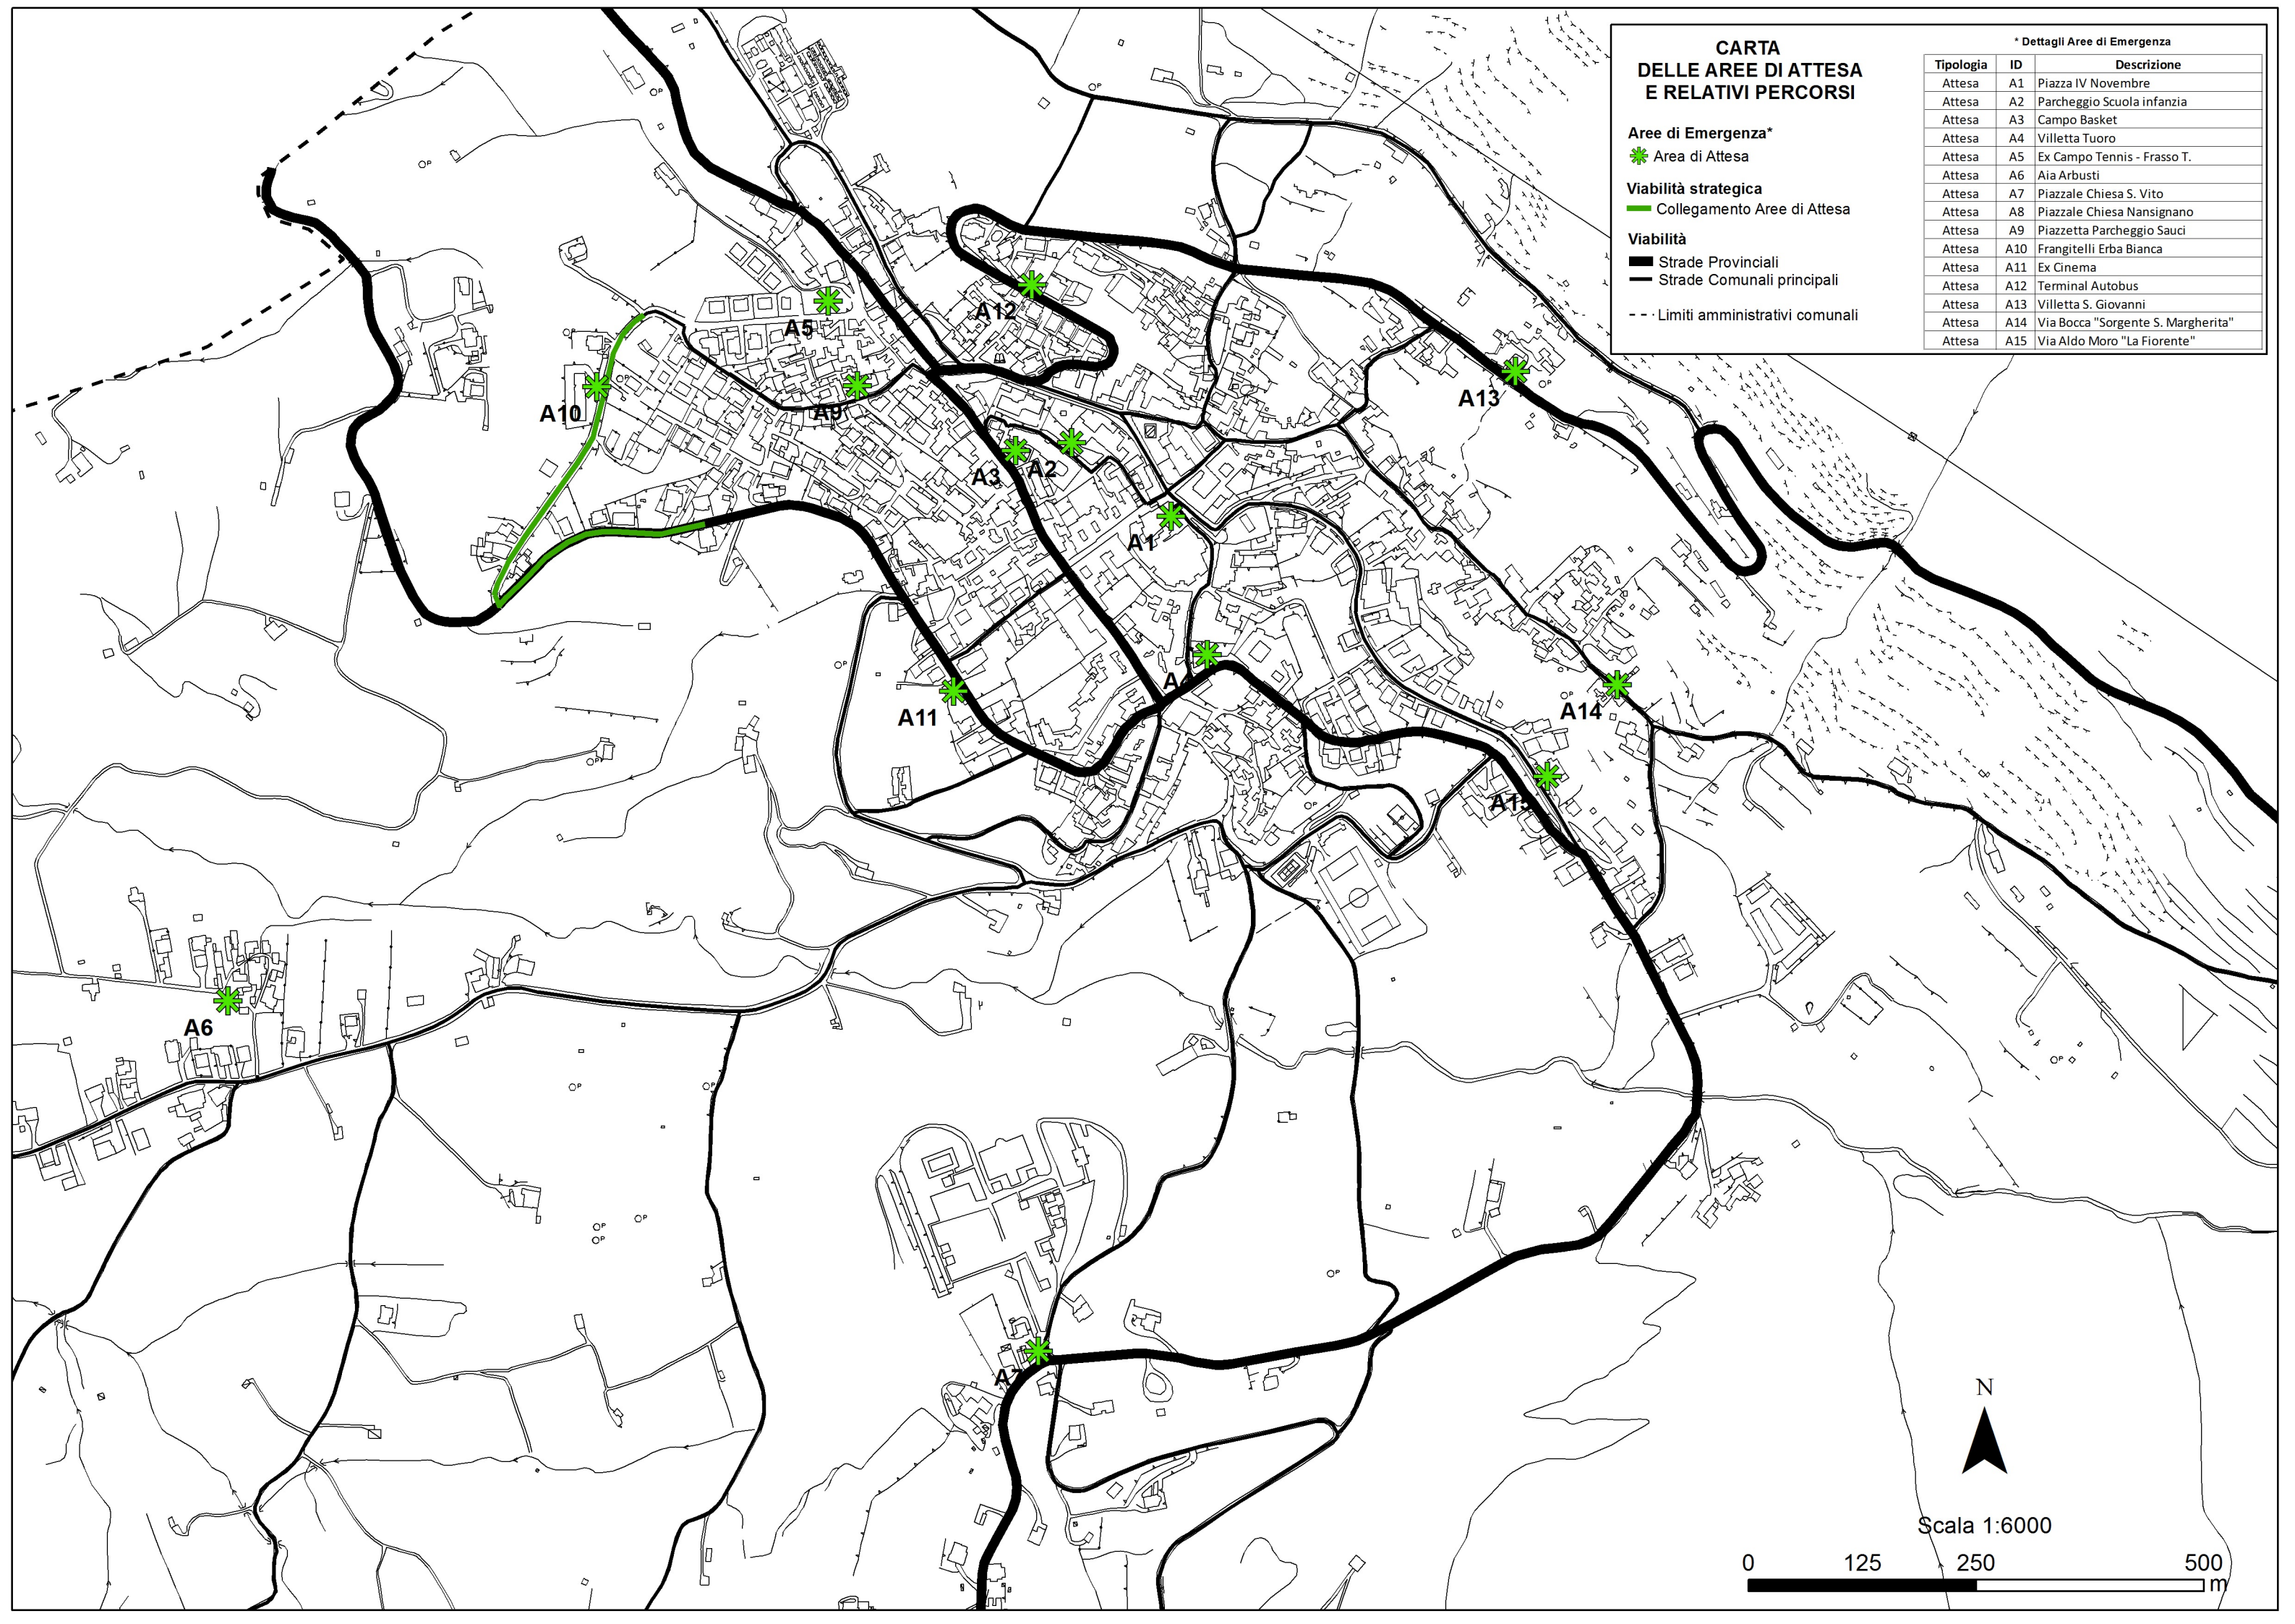 CARTA
DELLE AREE DI ATTESA
E RELATIVI PERCORSI
Aree di Emergenza*
Area di Attesa
Viabilità strategica
Collegamento Aree di Attesa
Viabilità
Strade Provinciali
Strade Comunali principali
Limiti amministrativi comunali
* Dettagli Aree di Emergenza
Tipologia ID Descrizione
Attesa A1 Piazza IV Novembre
Attesa A2 Parcheggio Scuola infanzia
Attesa A3 Campo Basket
Attesa A4 Villetta Tuoro
Attesa A5 Ex Campo Tennis - Frasso T.
Attesa A6 Aia Arbusti
Attesa A7 Piazzale Chiesa S. Vito
Attesa A8 Piazzale Chiesa Nansignano
Attesa A9 Piazzetta Parcheggio Sauci
Attesa A10 Frangitelli Erba Bianca
Attesa A11 Ex Cinema
Attesa A12 Terminal Autobus
Attesa A13 Villetta S. Giovanni
Attesa A14 Via Bocca "Sorgente S. Margherita"
Attesa A15 Via Aldo Moro "La Fiorente"
A12
A5
A13
A10
A9
A3
A2
A1
A4
A11
A14
A15
A6
A7
N
Scala 1:6000
0 125 250 500
m